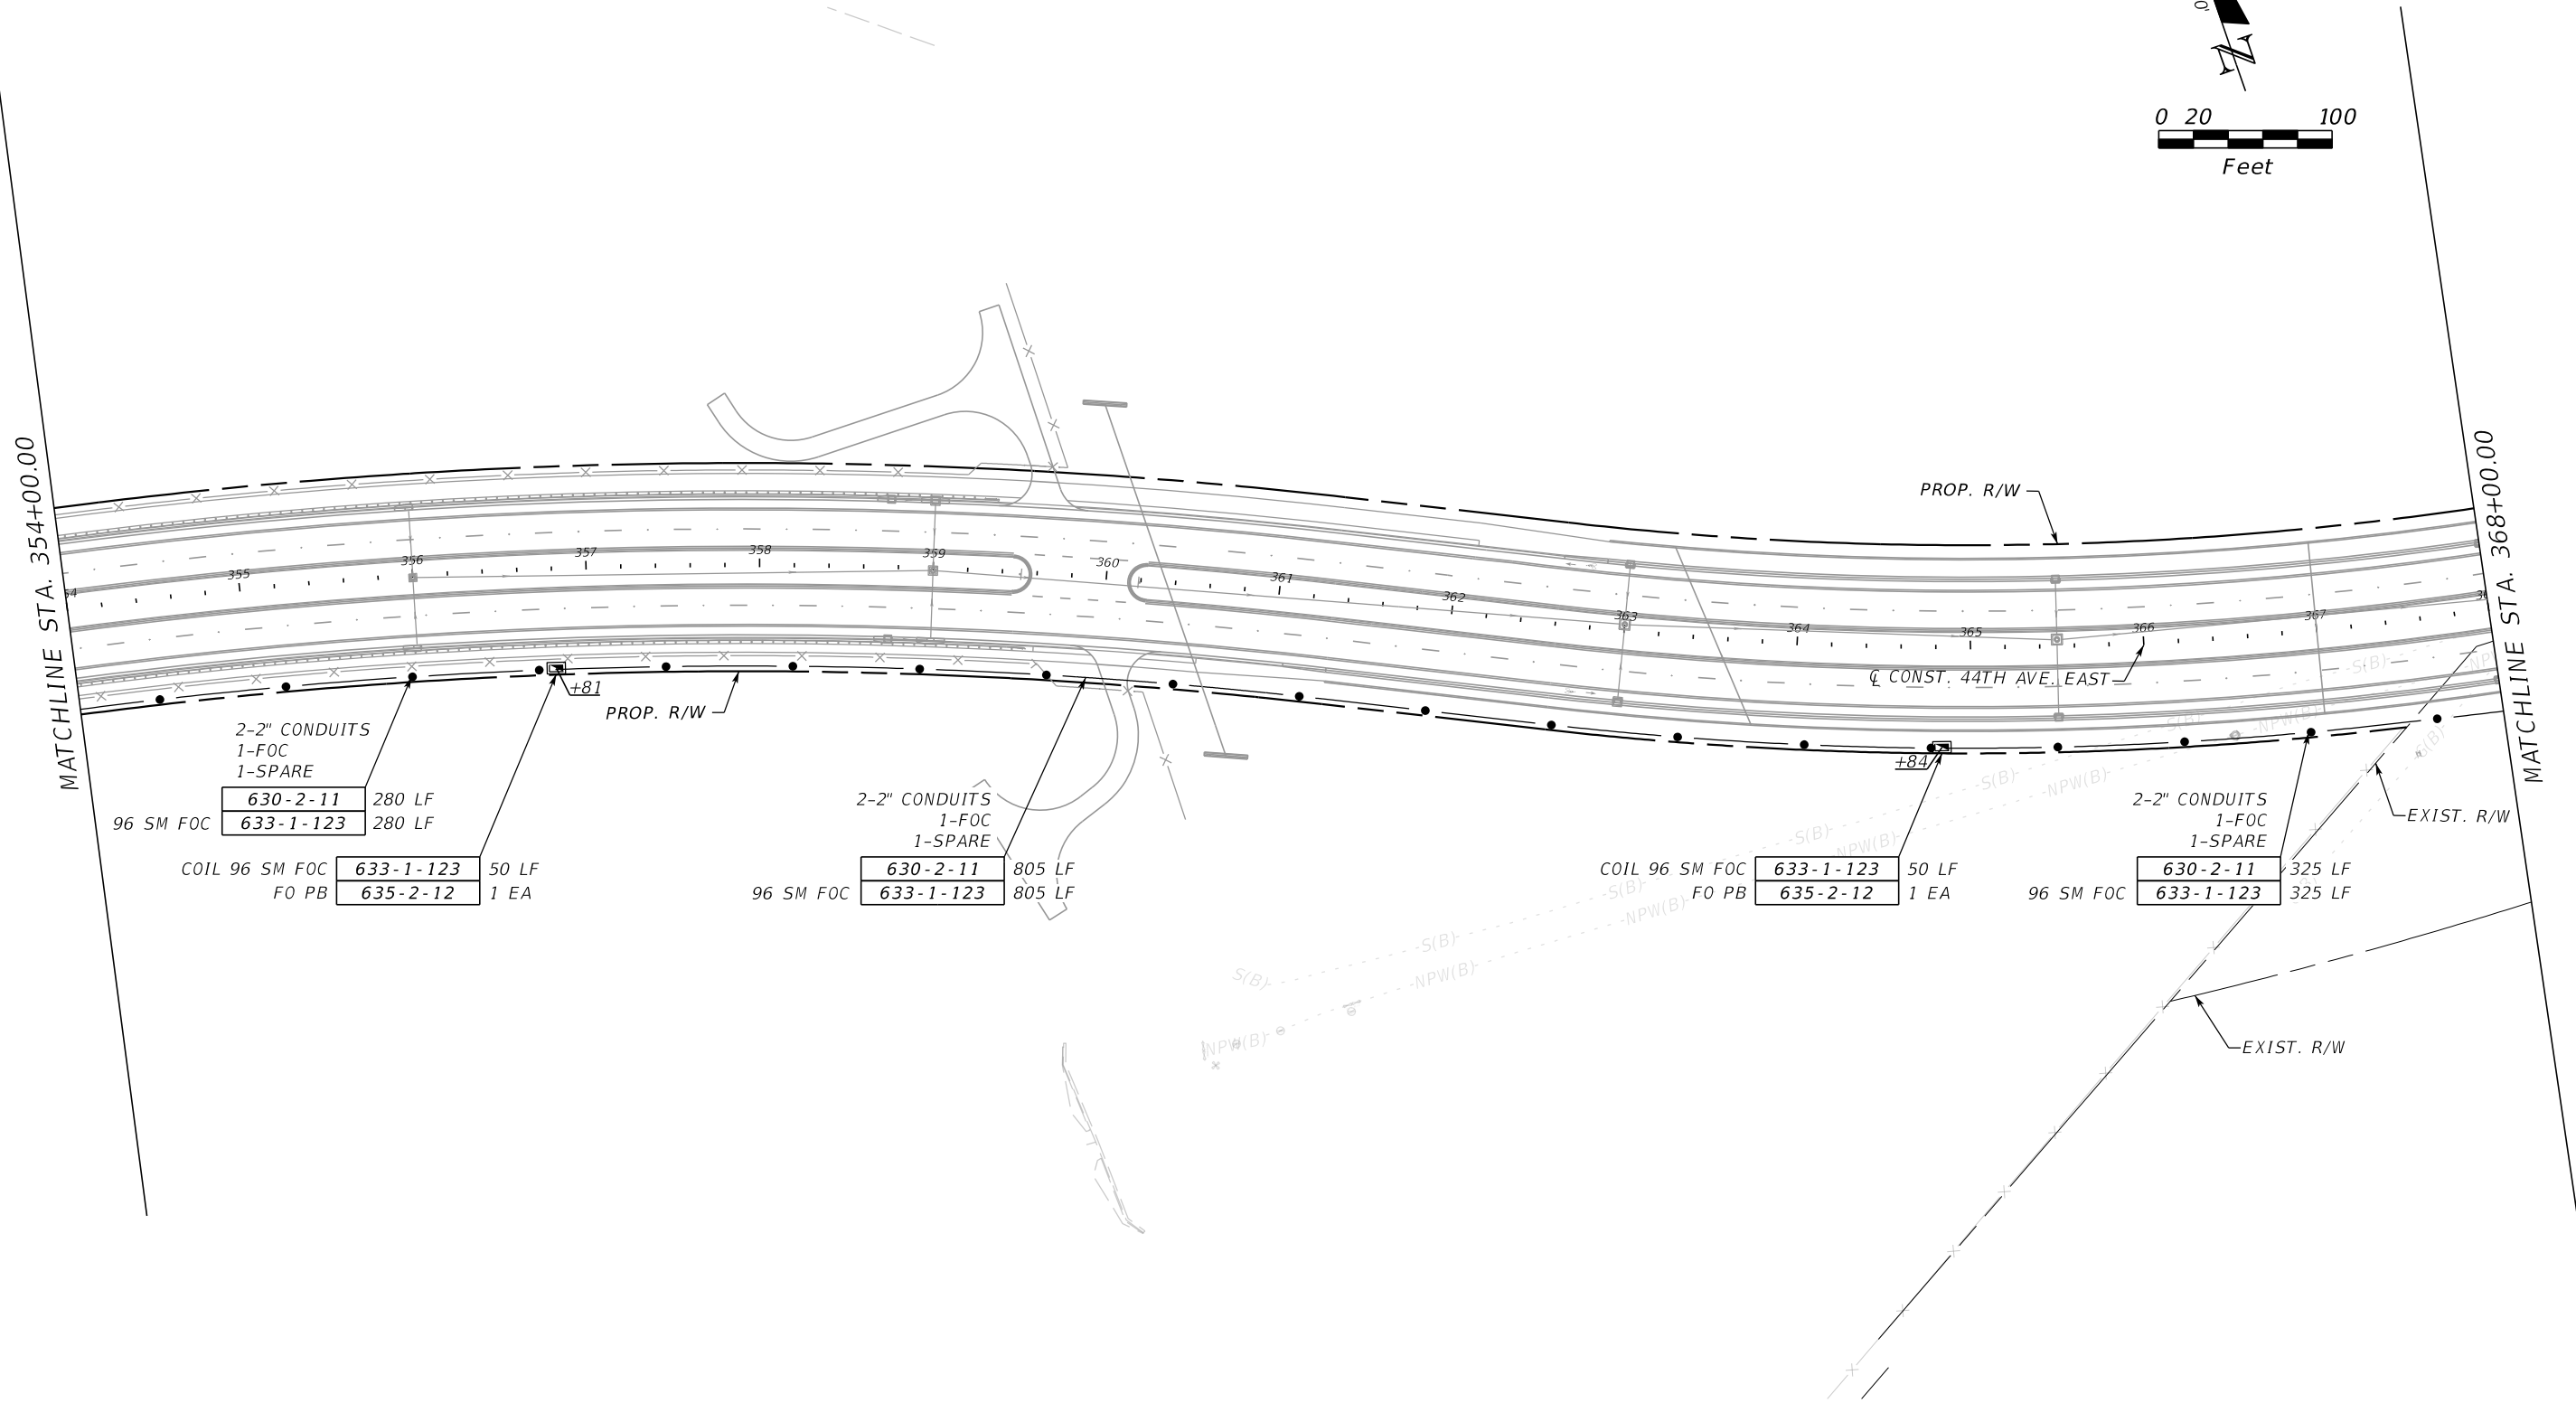 0 20 100
Feet
MATCHLINE STA. 354+00.00
355
356
357
358
359
360
361
362
363
364
365
366
367
PROP. R/W
MATCHLINE STA. 368+00.00
℄ CONST. 44TH AVE. EAST
+81
PROP. R/W
+84
2-2" CONDUITS
1-FOC
1-SPARE
630-2-11 280 LF
96 SM FOC 633-1-123 280 LF
COIL 96 SM FOC 633-1-123 50 LF
FO PB 635-2-12 1 EA
2-2" CONDUITS
1-FOC
1-SPARE
630-2-11 805 LF
96 SM FOC 633-1-123 805 LF
COIL 96 SM FOC 633-1-123 50 LF
FO PB 635-2-12 1 EA
2-2" CONDUITS
1-FOC
1-SPARE
630-2-11 325 LF
96 SM FOC 633-1-123 325 LF
EXIST. R/W
EXIST. R/W
S(B)
S(B)
S(B)
S(B)
S(B)
S(B)
S(B)
S(B)
NPW(B)
NPW(B)
NPW(B)
NPW(B)
NPW(B)
NPW(B)